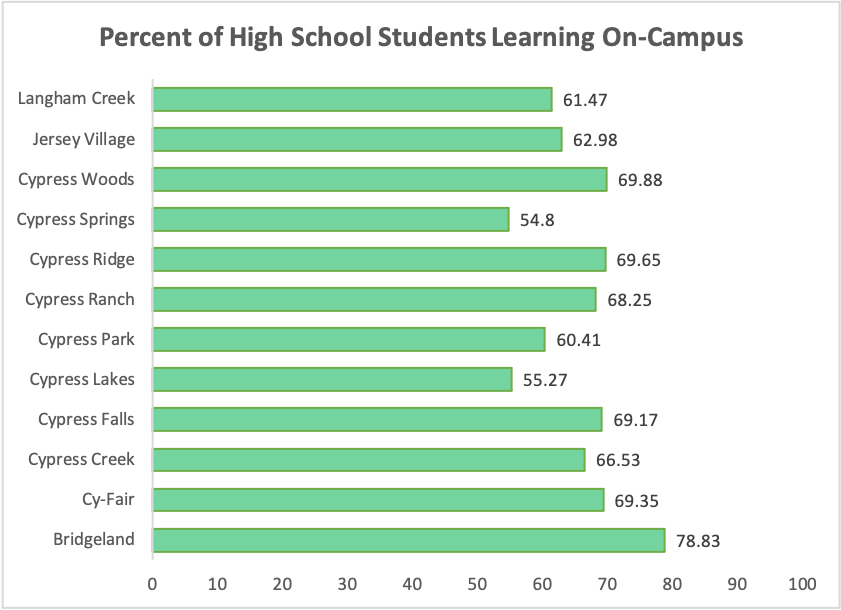 Percent of High School Students Learning On-Campus
Langham Creek 61.47
Jersey Village 62.98
Cypress Woods 69.88
Cypress Springs 54.8
Cypress Ridge 69.65
Cypress Ranch 68.25
Cypress Park 60.41
Cypress Lakes 55.27
Cypress Falls 69.17
Cypress Creek 66.53
Cy-Fair 69.35
Bridgeland 78.83
0 10 20 30 40 50 60 70 80 90 100